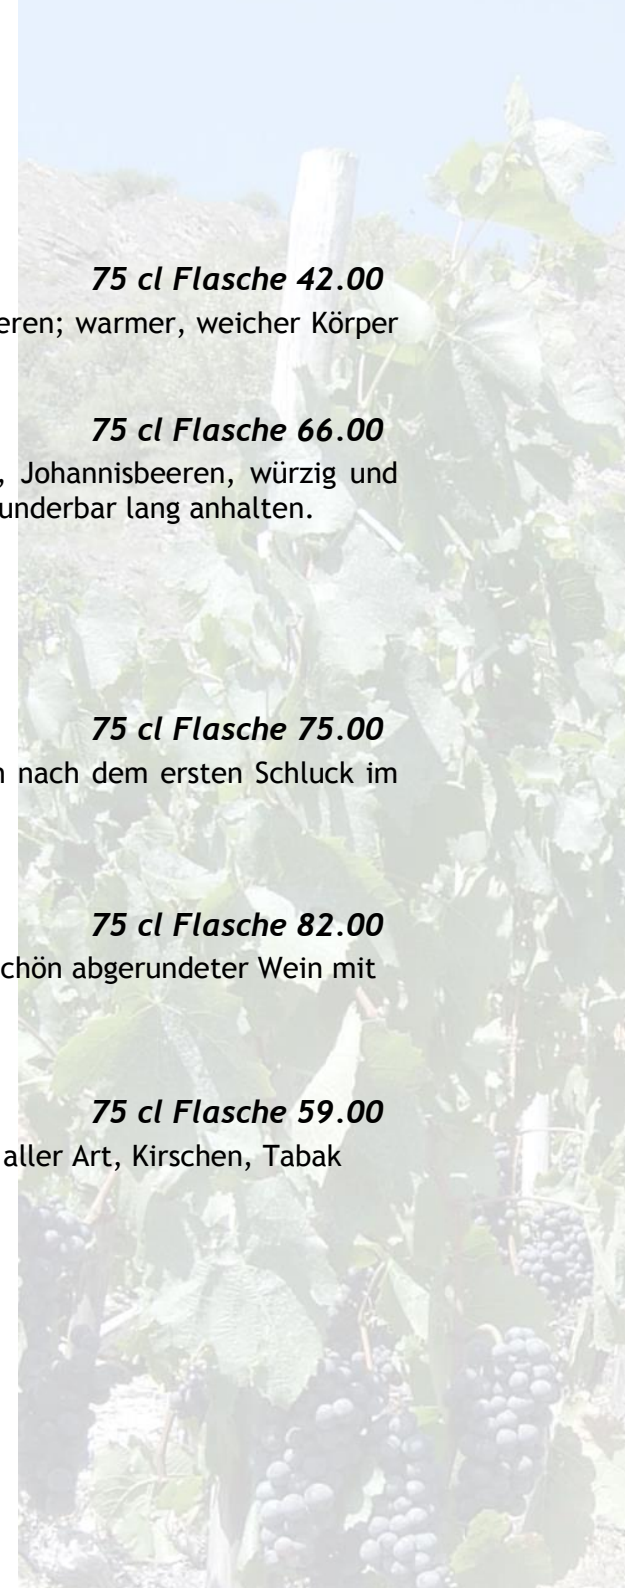 75 cl Flasche 42.00
eren; warmer, weicher Körper
75 cl Flasche 66.00
, Johannisbeeren, würzig und
underbar lang anhalten.
75 cl Flasche 75.00
n nach dem ersten Schluck im
75 cl Flasche 82.00
chön abgerundeter Wein mit
75 cl Flasche 59.00
aller Art, Kirschen, Tabak